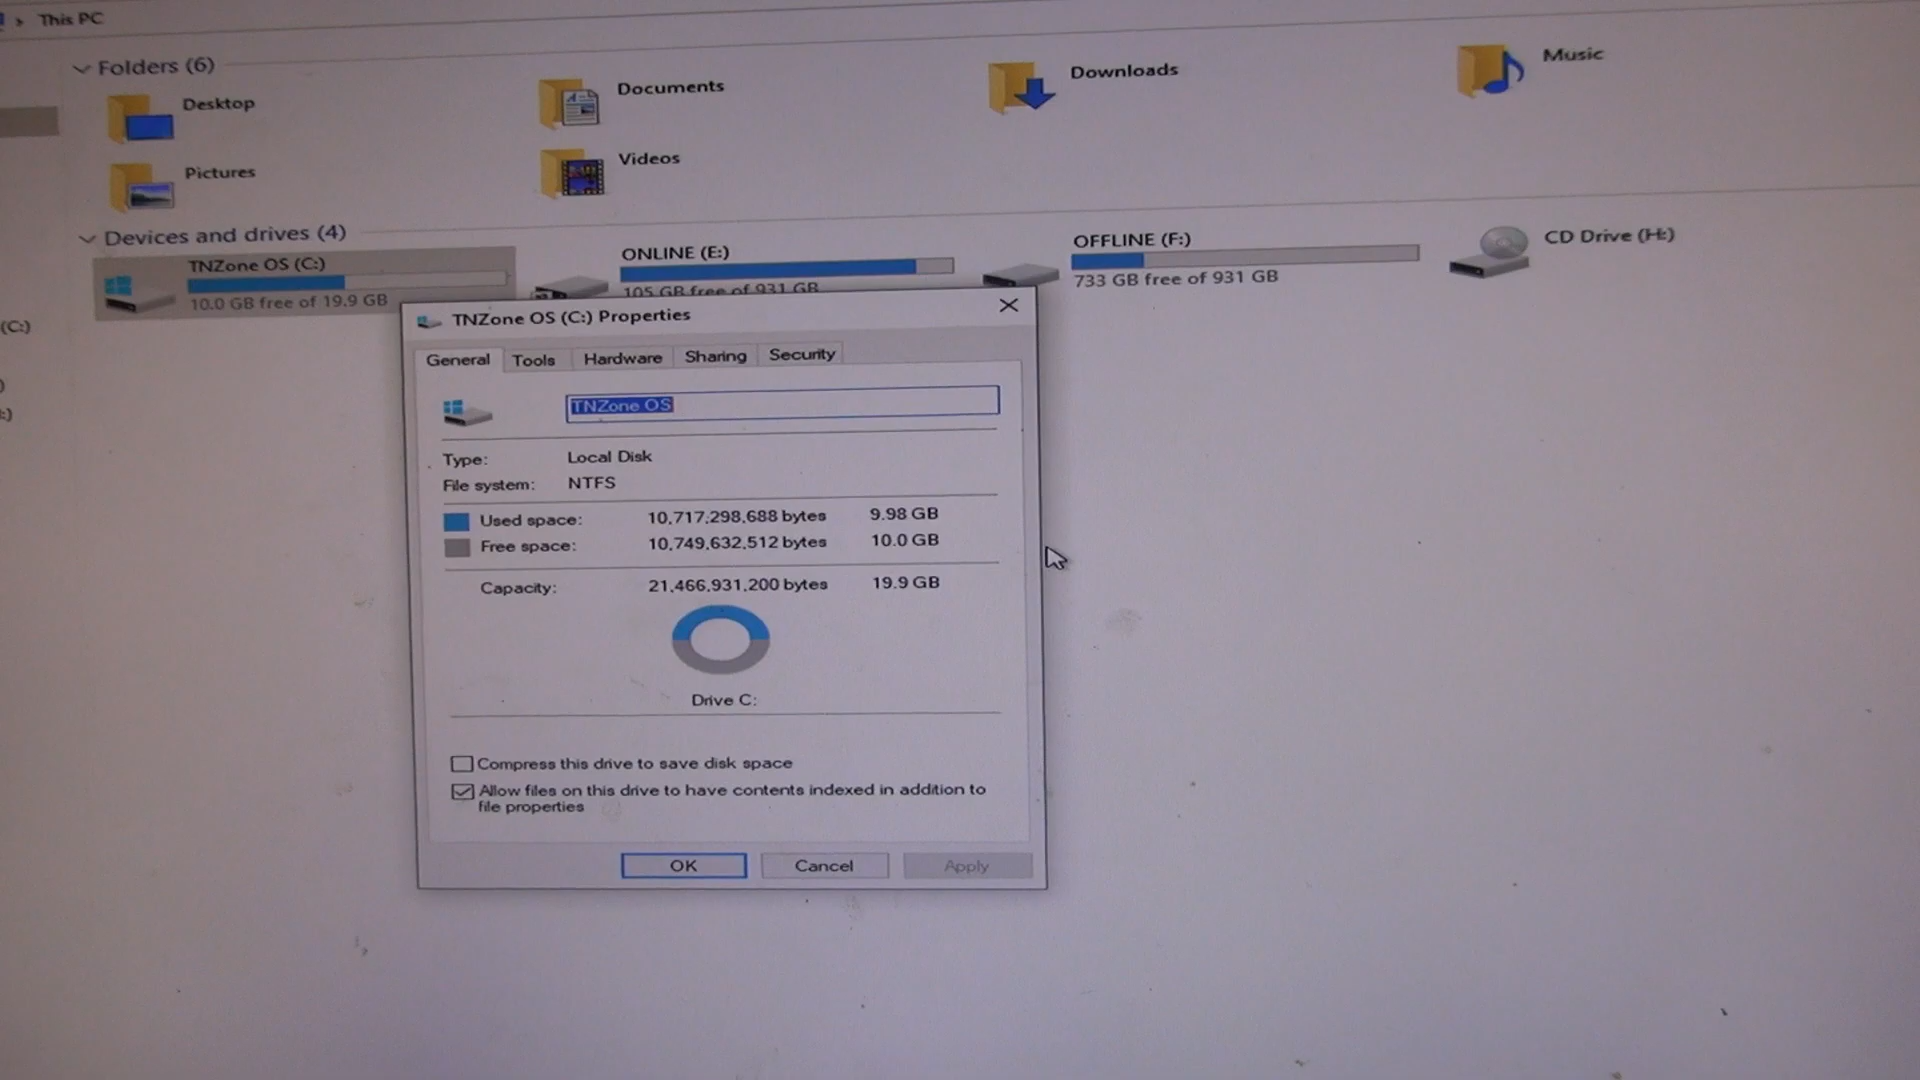 This PC
Folders (6)
Desktop
Documents
Downloads
Music
Pictures
Videos
Devices and drives (4)
TNZone OS (C:)
10.0 GB free of 19.9 GB
ONLINE (E:)
105 GB free of 931 GB
OFFLINE (F:)
733 GB free of 931 GB
CD Drive (H:)
(C:)
:)
TNZone OS (C:) Properties
General Tools Hardware Sharing Security
TNZone OS
Type: Local Disk
File system: NTFS
Used space: 10,717,298,688 bytes 9.98 GB
Free space: 10,749,632,512 bytes 10.0 GB
Capacity: 21,466,931,200 bytes 19.9 GB
Drive C:
Compress this drive to save disk space
Allow files on this drive to have contents indexed in addition to
file properties
OK Cancel Apply